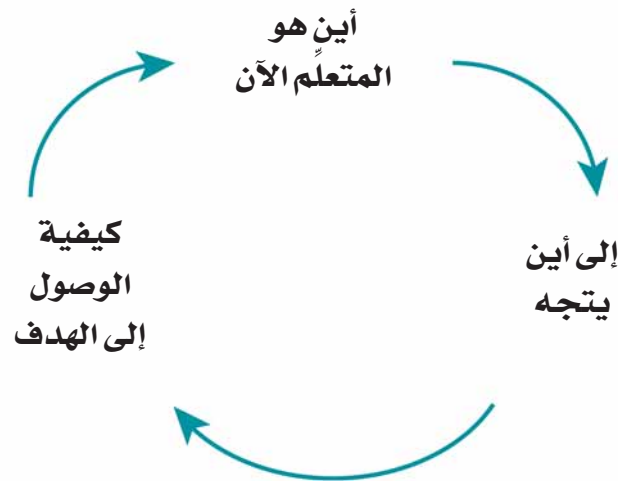 أين هو
المتعلِّم الآن
إلى أين
يتجه
كيفية
الوصول
إلى الهدف